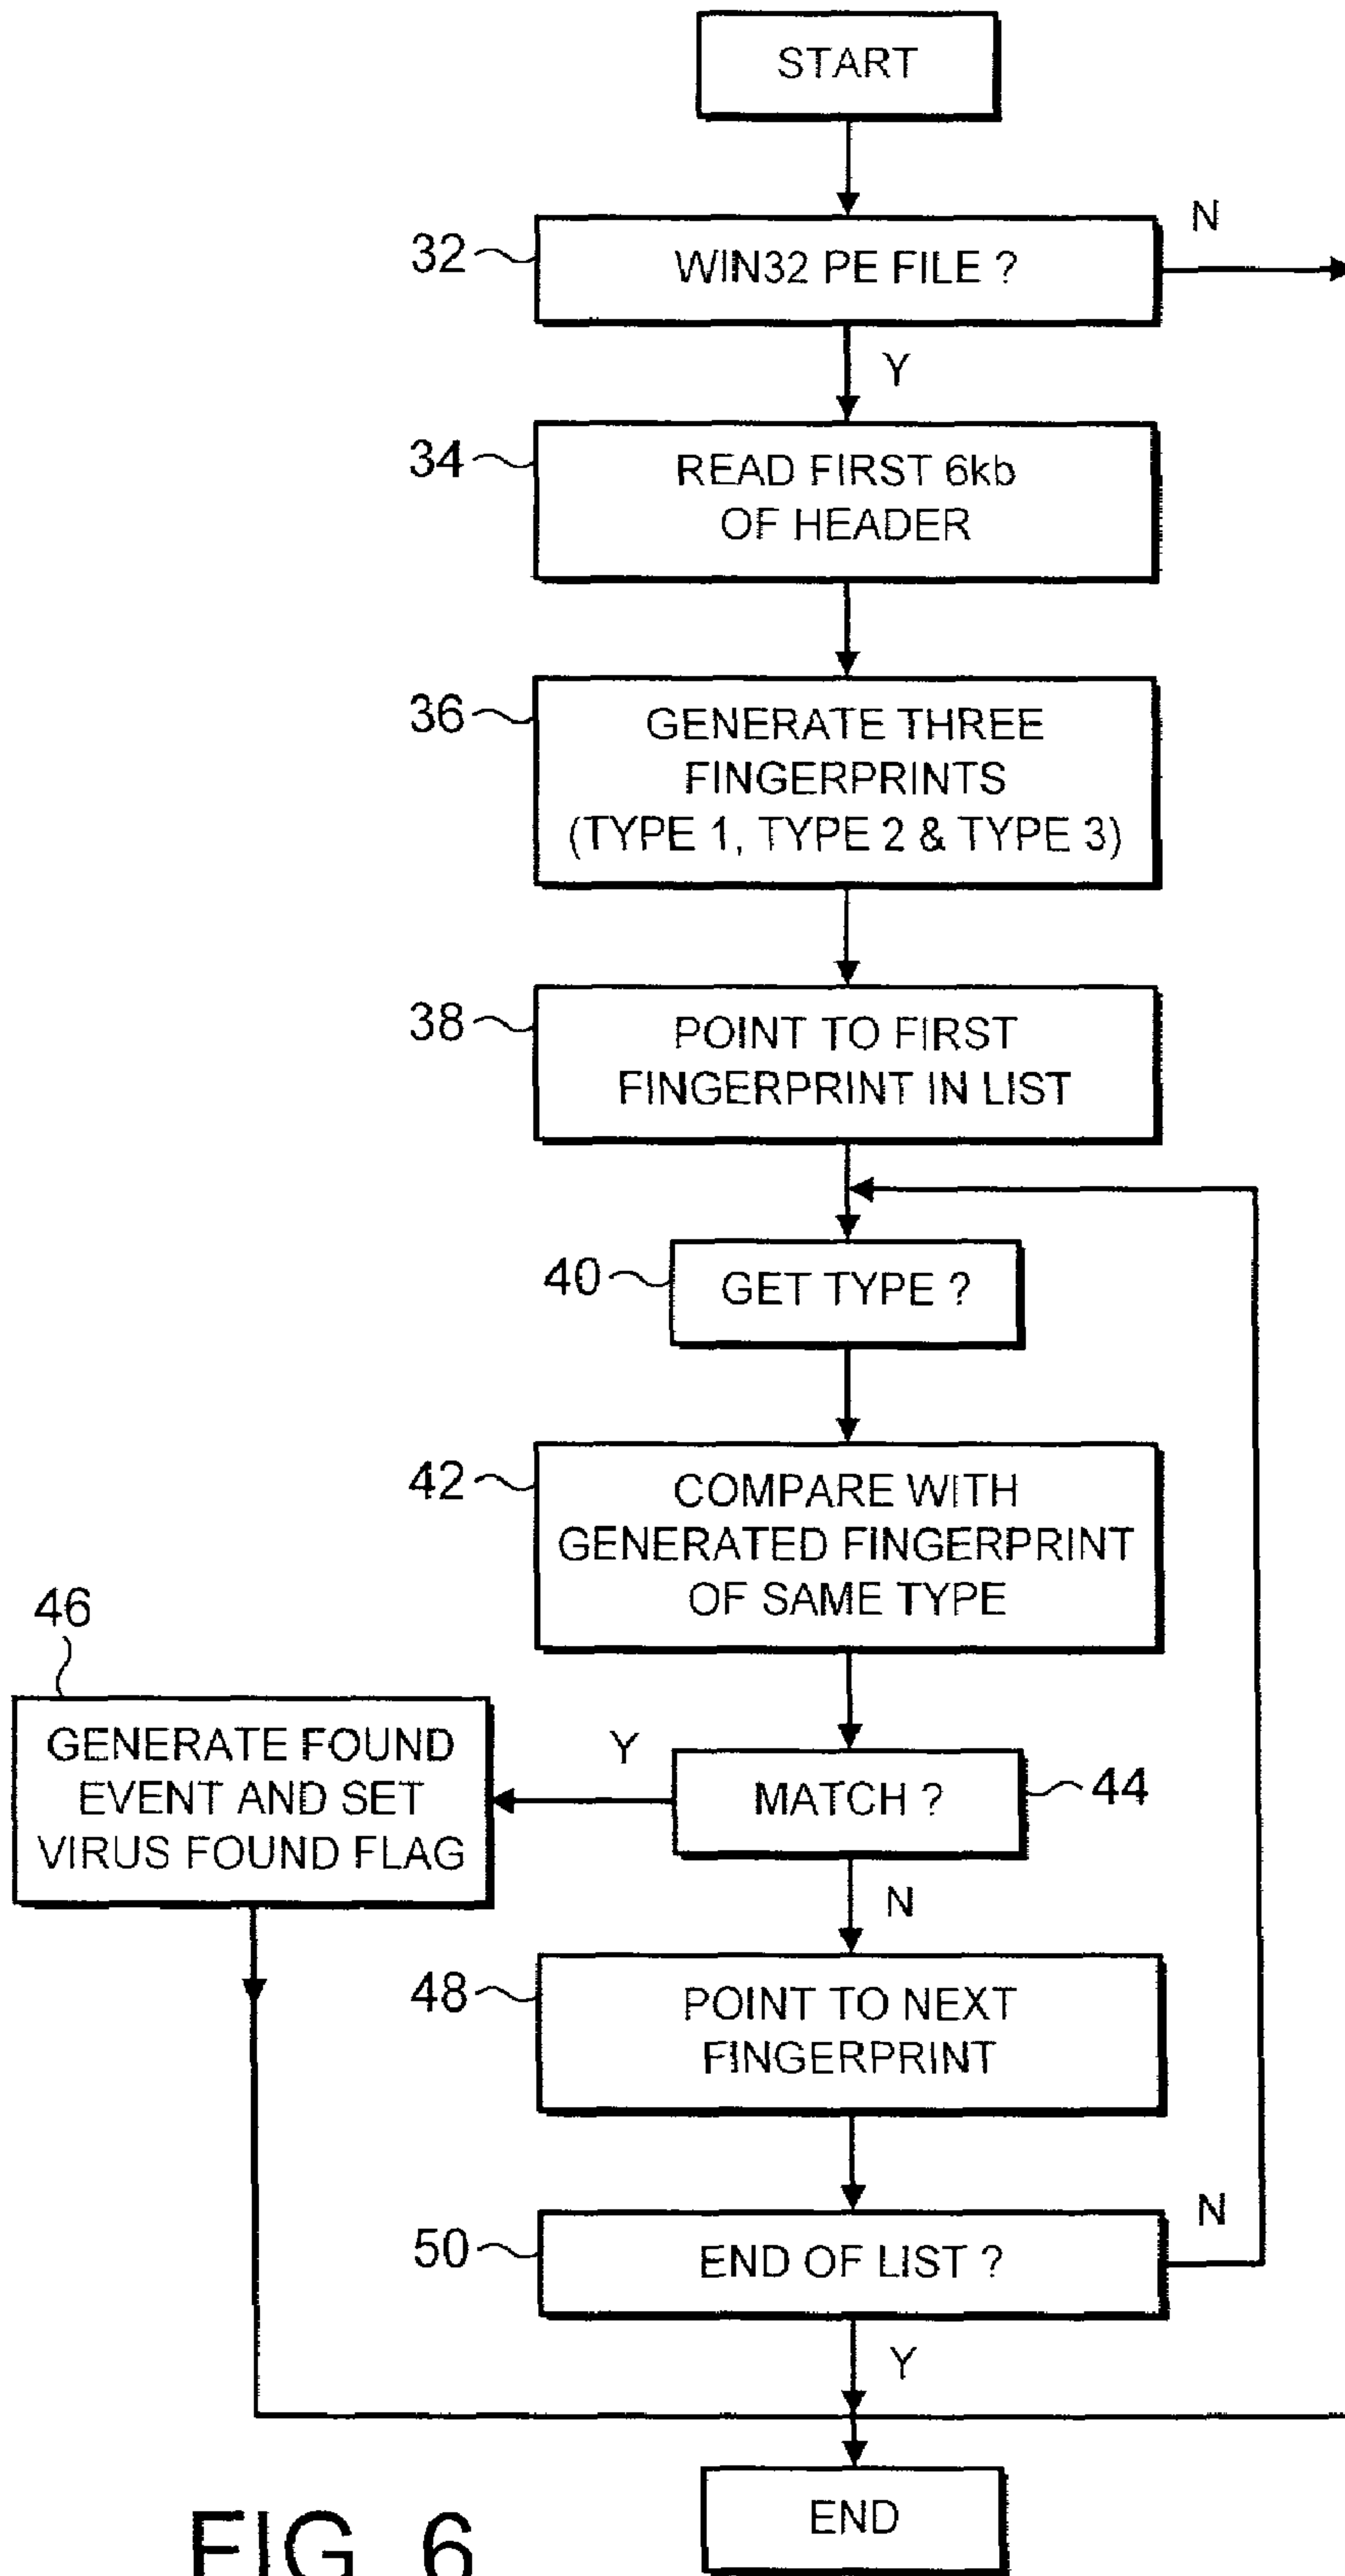 START
32
WIN32 PE FILE ?
N
Y
34
READ FIRST 6kb
OF HEADER
36
GENERATE THREE
FINGERPRINTS
(TYPE 1, TYPE 2 & TYPE 3)
38
POINT TO FIRST
FINGERPRINT IN LIST
40
GET TYPE ?
42
COMPARE WITH
GENERATED FINGERPRINT
OF SAME TYPE
46
GENERATE FOUND
EVENT AND SET
VIRUS FOUND FLAG
Y
MATCH ?
44
N
48
POINT TO NEXT
FINGERPRINT
50
END OF LIST ?
N
Y
END
FIG. 6